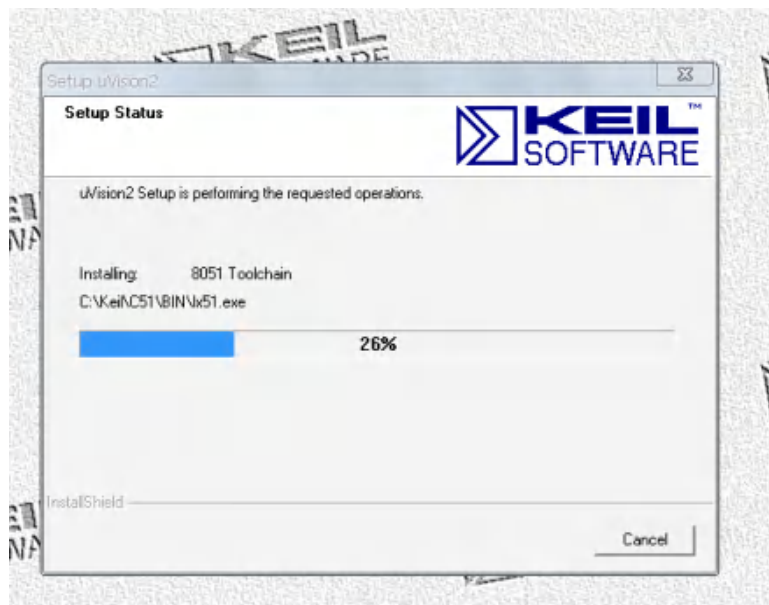 KEIL
Setup uVision2
Setup Status
KEIL™
SOFTWARE
uVision2 Setup is performing the requested operations.
Installing: 8051 Toolchain
C:\Keil\C51\BIN\lx51.exe
26%
InstallShield
Cancel